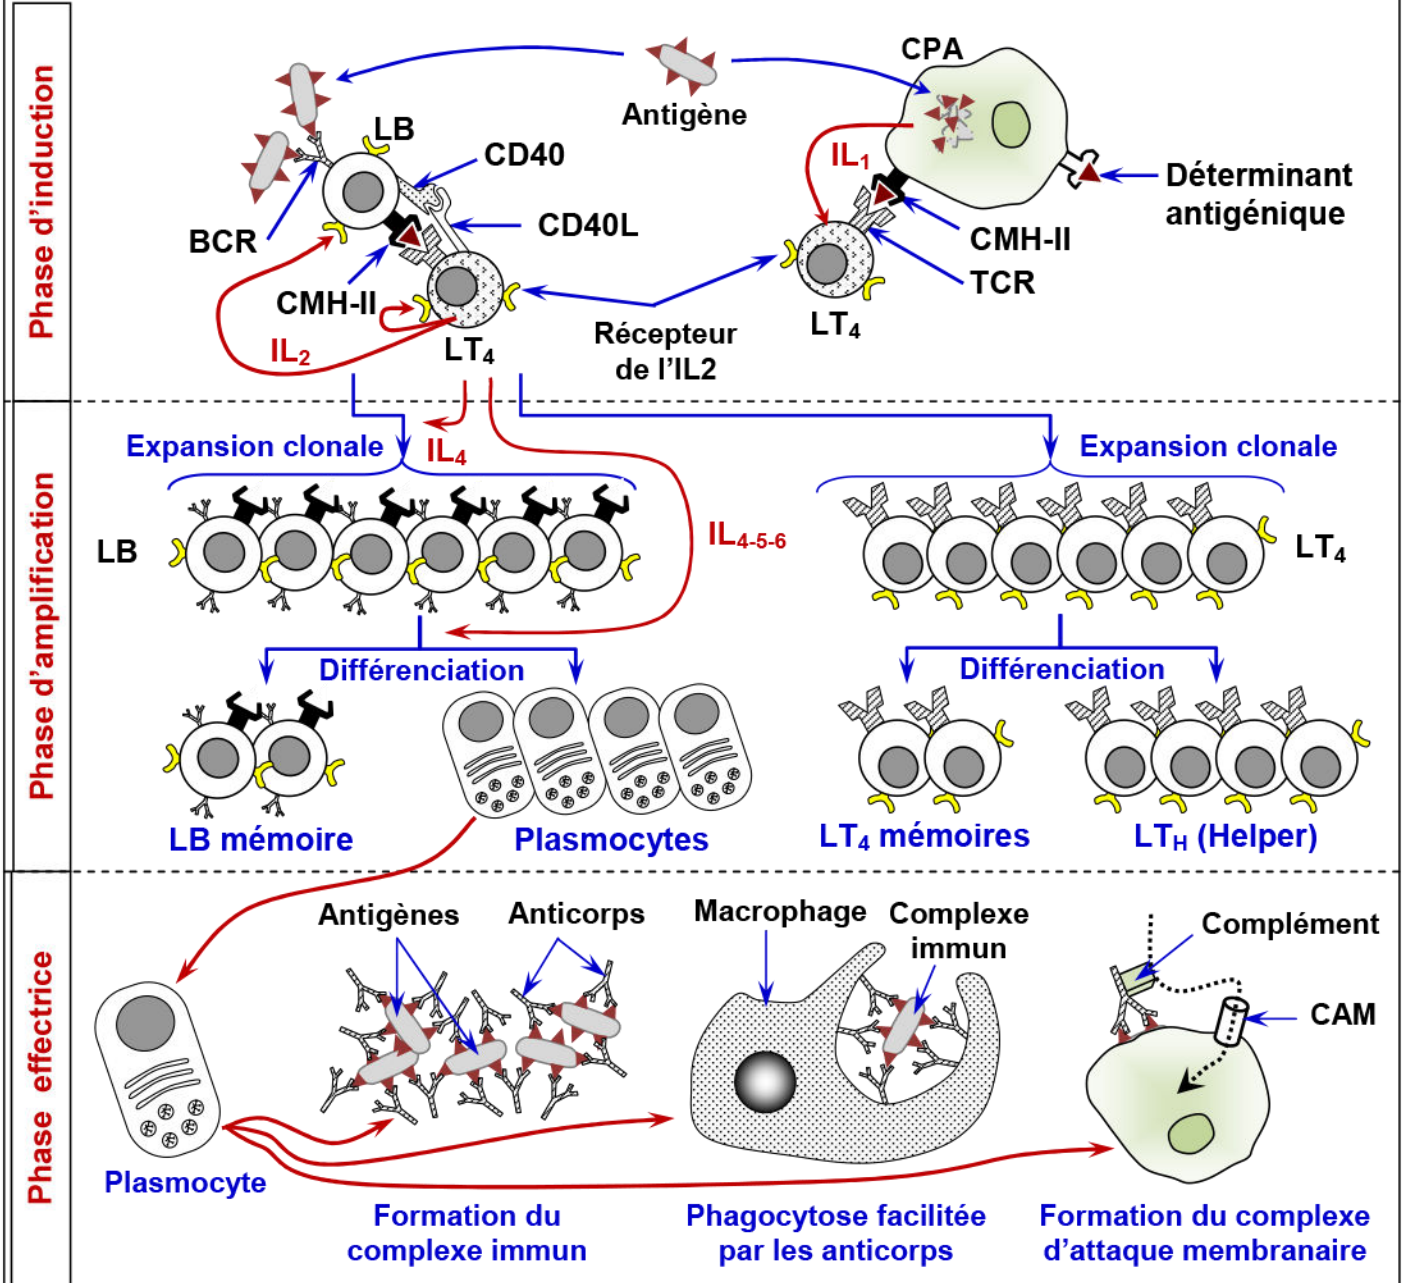 Phase d'induction
CPA
Antigène
LB
CD40
IL1
Déterminant
antigénique
BCR
CD40L
CMH-II
TCR
CMH-II
LT4
Récepteur
de l'IL2
IL2
LT4
Phase d'amplification
Expansion clonale
IL4
Expansion clonale
LB
IL4-5-6
LT4
Différenciation
Différenciation
LB mémoire
Plasmocytes
LT4 mémoires
LTH (Helper)
Phase effectrice
Antigènes
Anticorps
Macrophage
Complexe
immun
Complément
CAM
Plasmocyte
Formation du
complexe immun
Phagocytose facilitée
par les anticorps
Formation du complexe
d'attaque membranaire